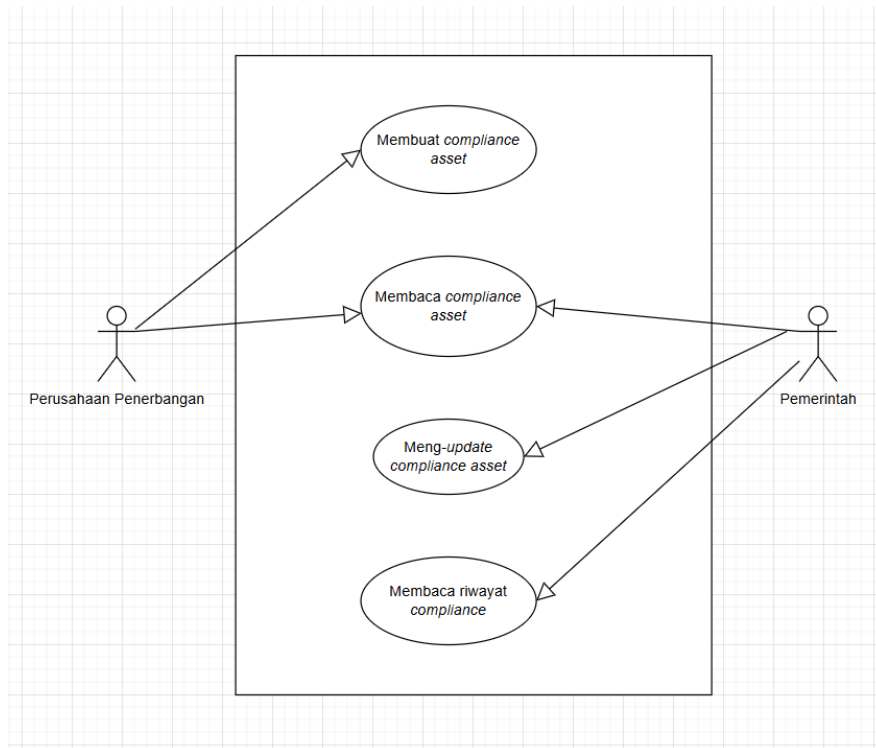 Membuat compliance
asset
Membaca compliance
asset
Perusahaan Penerbangan
Pemerintah
Meng-update
compliance asset
Membaca riwayat
compliance